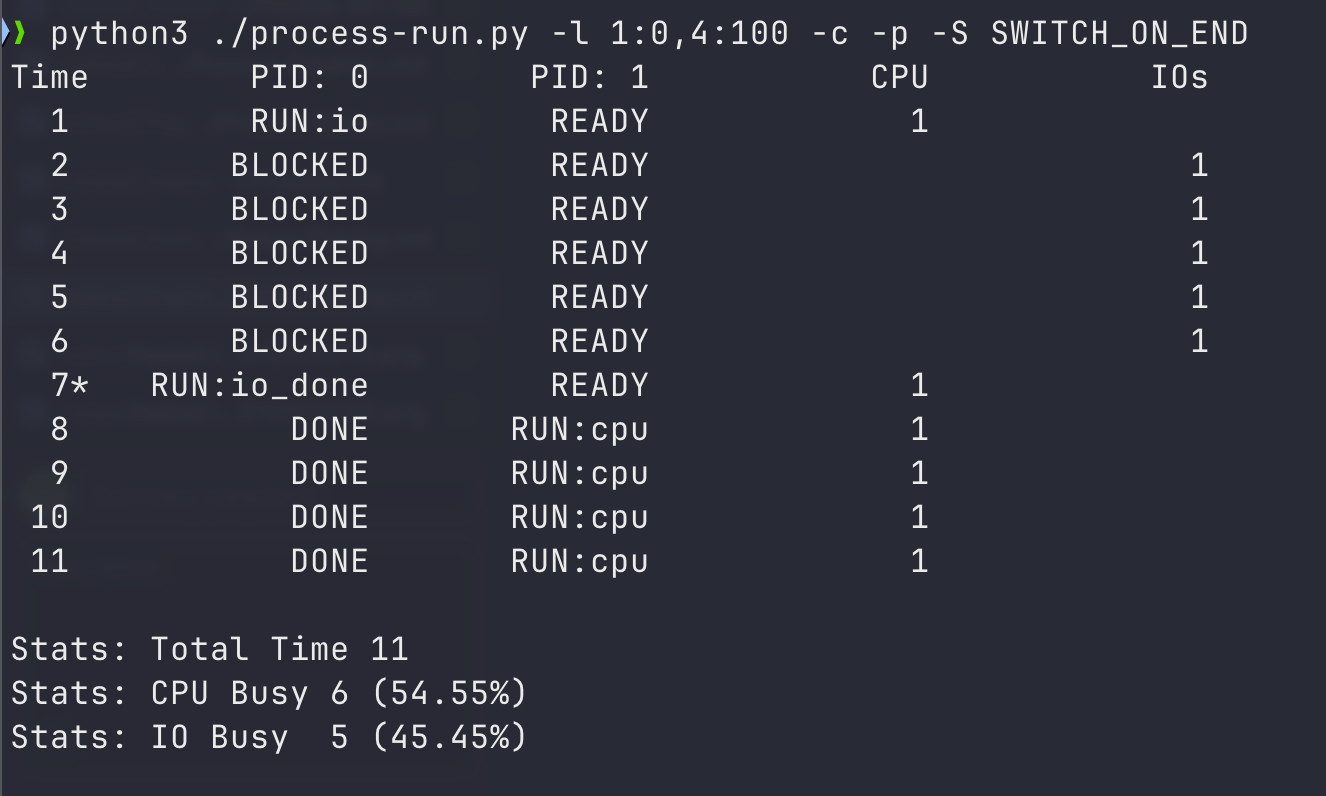 ❯ python3 ./process-run.py -l 1:0,4:100 -c -p -S SWITCH_ON_END
Time        PID: 0        PID: 1           CPU           IOs
  1         RUN:io         READY             1
  2        BLOCKED         READY                           1
  3        BLOCKED         READY                           1
  4        BLOCKED         READY                           1
  5        BLOCKED         READY                           1
  6        BLOCKED         READY                           1
  7*   RUN:io_done         READY             1
  8           DONE       RUN:cpu             1
  9           DONE       RUN:cpu             1
 10           DONE       RUN:cpu             1
 11           DONE       RUN:cpu             1

Stats: Total Time 11
Stats: CPU Busy 6 (54.55%)
Stats: IO Busy  5 (45.45%)